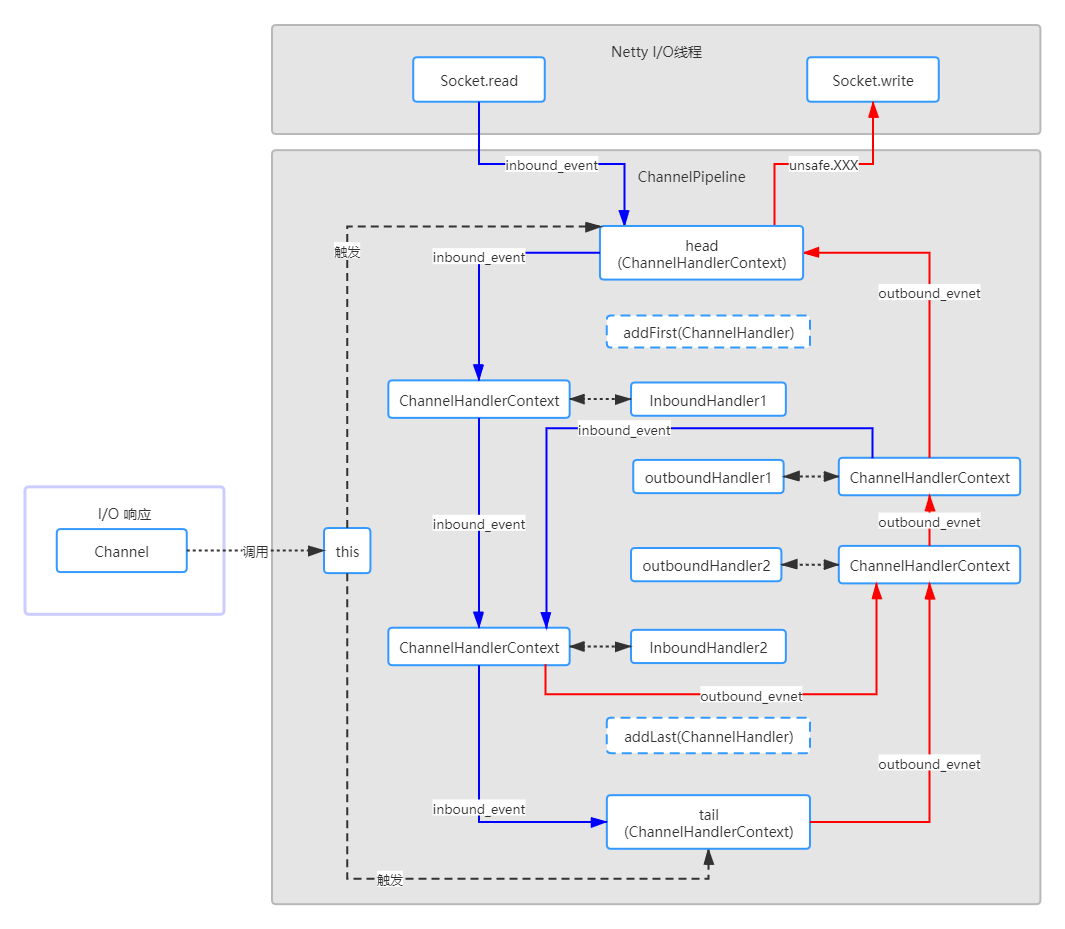 Netty I/O线程
Socket.read
Socket.write
inbound_event
unsafe.XXX
ChannelPipeline
触发
inbound_event
head
(ChannelHandlerContext)
outbound_evnet
addFirst(ChannelHandler)
ChannelHandlerContext
InboundHandler1
inbound_event
outboundHandler1
ChannelHandlerContext
I/O 响应
Channel
调用
this
inbound_event
outbound_evnet
outboundHandler2
ChannelHandlerContext
ChannelHandlerContext
InboundHandler2
outbound_evnet
addLast(ChannelHandler)
outbound_evnet
inbound_event
tail
(ChannelHandlerContext)
触发